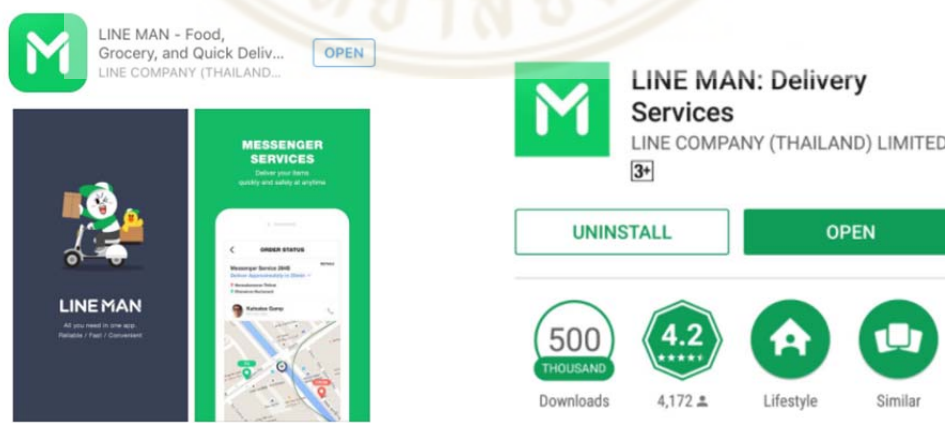 LINE MAN - Food,
Grocery, and Quick Deliv...
LINE COMPANY (THAILAND...
OPEN
LINE MAN
All you need in one app.
Reliable / Fast / Convenient
MESSENGER
SERVICES
Deliver your items
quickly and safely at anytime
ORDER STATUS
Messenger Service
LINE MAN: Delivery
Services
LINE COMPANY (THAILAND) LIMITED
3+
UNINSTALL
OPEN
500
THOUSAND
Downloads
4.2
4,172
Lifestyle
Similar